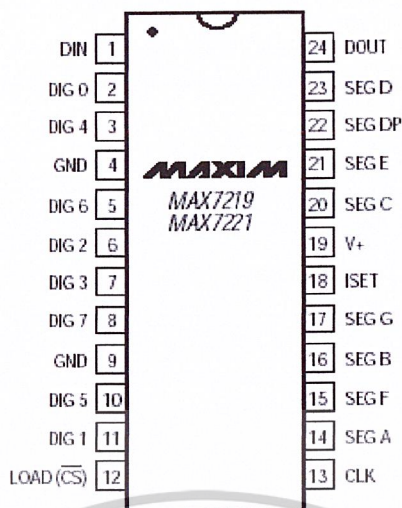 DIN 1 24 DOUT
DIG 0 2 23 SEG D
DIG 4 3 22 SEG DP
GND 4 MAXIM 21 SEG E
DIG 6 5 MAX7219 20 SEG C
MAX7221
DIG 2 6 19 V+
DIG 3 7 18 ISET
DIG 7 8 17 SEG G
GND 9 16 SEG B
DIG 5 10 15 SEG F
DIG 1 11 14 SEG A
LOAD (C̅S̅) 12 13 CLK